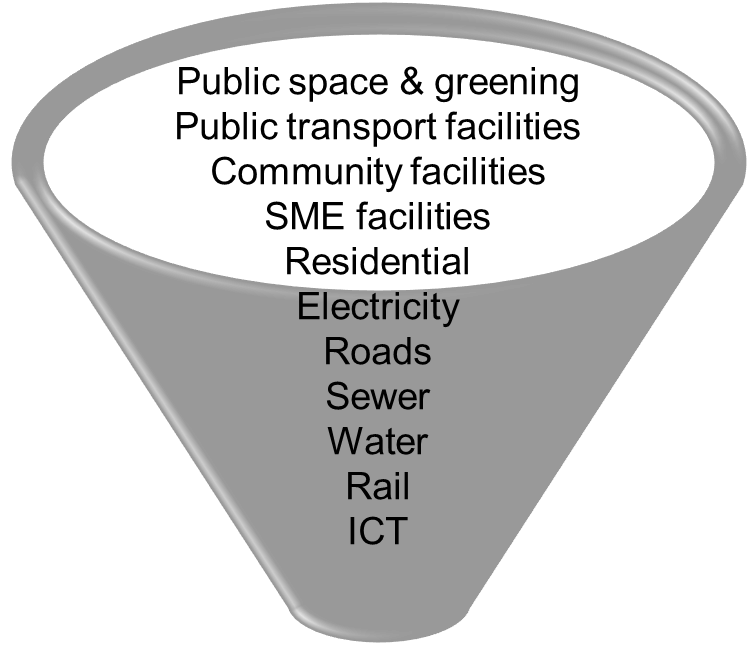 Public space & greening
Public transport facilities
Community facilities
SME facilities
Residential
Electricity
Roads
Sewer
Water
Rail
ICT